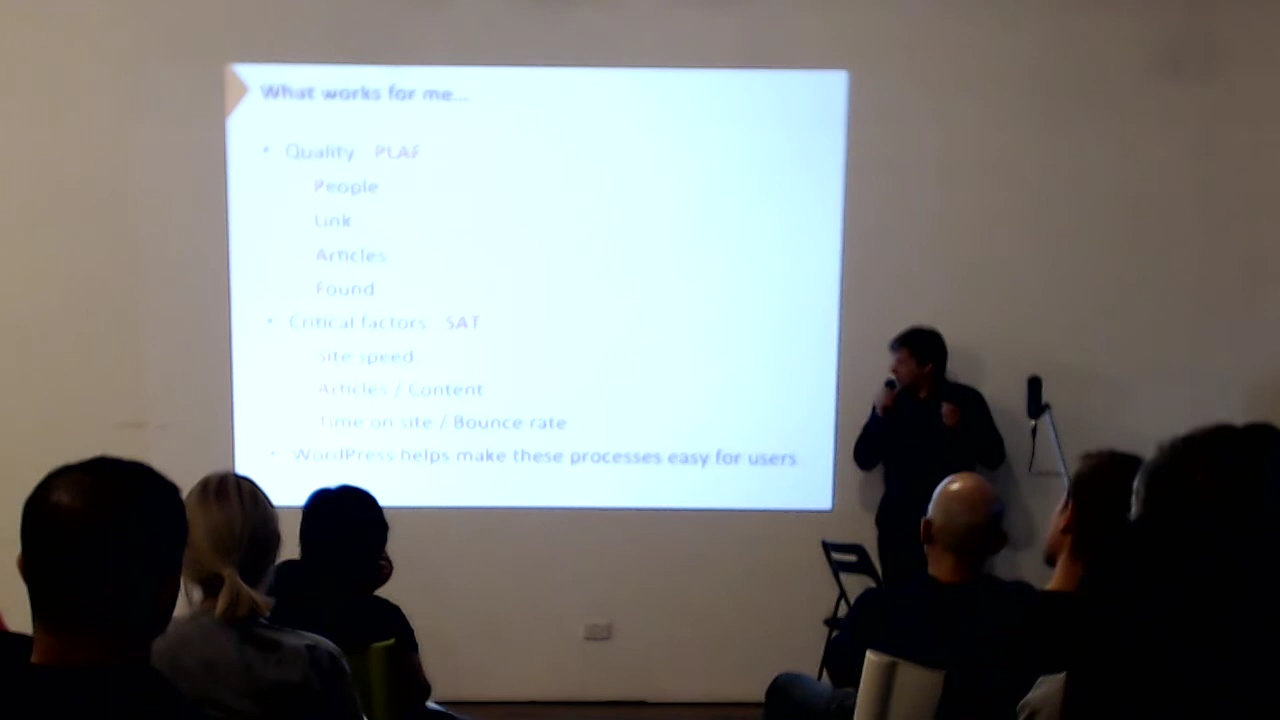 What works for me...
• Quality PLAF
People
Link
Articles
Found
• Critical factors SAT
Site speed
Articles / Content
Time on site / Bounce rate
• WordPress helps make these processes easy for users